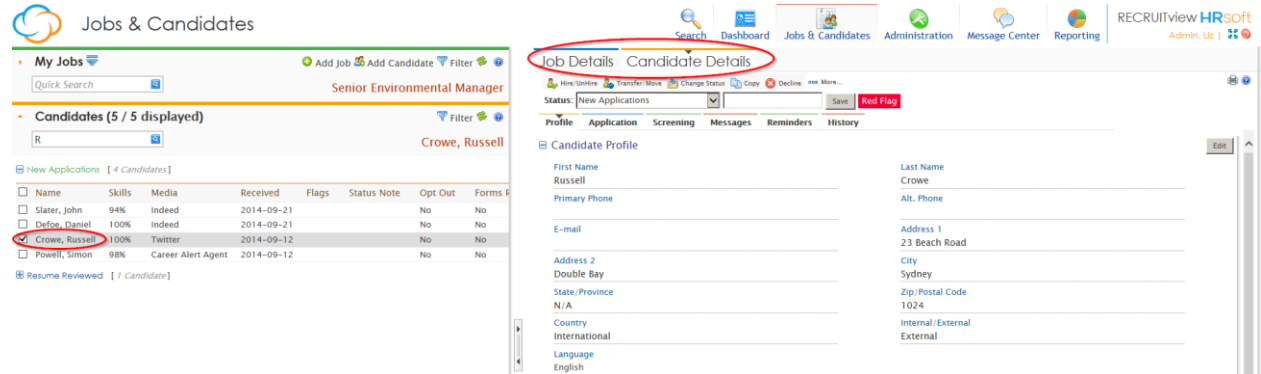 Jobs & Candidates
Search Dashboard Jobs & Candidates Administration Message Center Reporting
RECRUITview HRsoft
Admin, Liz |
My Jobs Add Job Add Candidate Filter
Quick Search
Senior Environmental Manager
Candidates (5 / 5 displayed) Filter
R
Crowe, Russell
New Applications [ 4 Candidates]
Name Skills Media Received Flags Status Note Opt Out Forms
Slater, John 94% Indeed 2014-09-21 No No
Defoe, Daniel 100% Indeed 2014-09-21 No No
Crowe, Russell 100% Twitter 2014-09-12 No No
Powell, Simon 98% Career Alert Agent 2014-09-12 No No
Resume Reviewed [ 1 Candidate]
Job Details Candidate Details
Hire/UnHire Transfer/Move Change Status Copy Decline More...
Status: New Applications Save Red Flag
Profile Application Screening Messages Reminders History
Candidate Profile Edit
First Name Last Name
Russell Crowe
Primary Phone Alt. Phone
E-mail Address 1
23 Beach Road
Address 2 City
Double Bay Sydney
State/Province Zip/Postal Code
N/A 1024
Country Internal/External
International External
Language
English